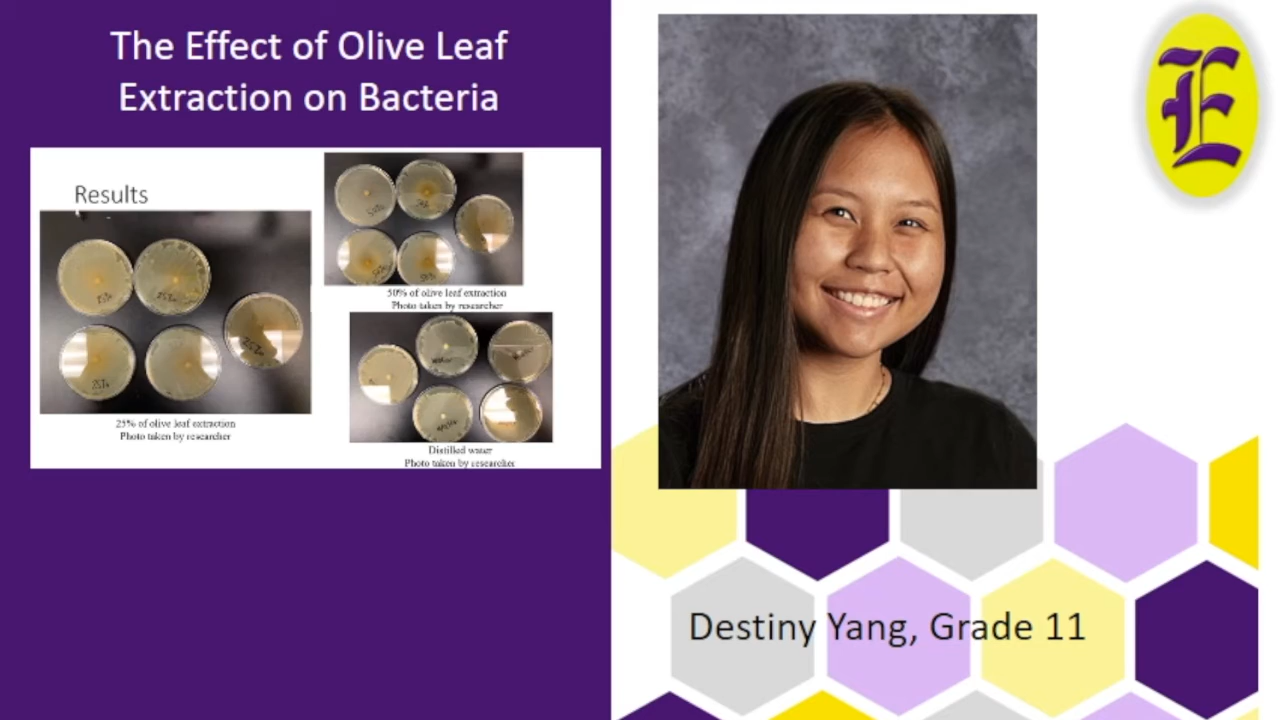 The Effect of Olive Leaf
Extraction on Bacteria
Results
50% of olive leaf extraction
Photo taken by researcher
25% of olive leaf extraction
Photo taken by researcher
Distilled water
Photo taken by researcher
E
Destiny Yang, Grade 11